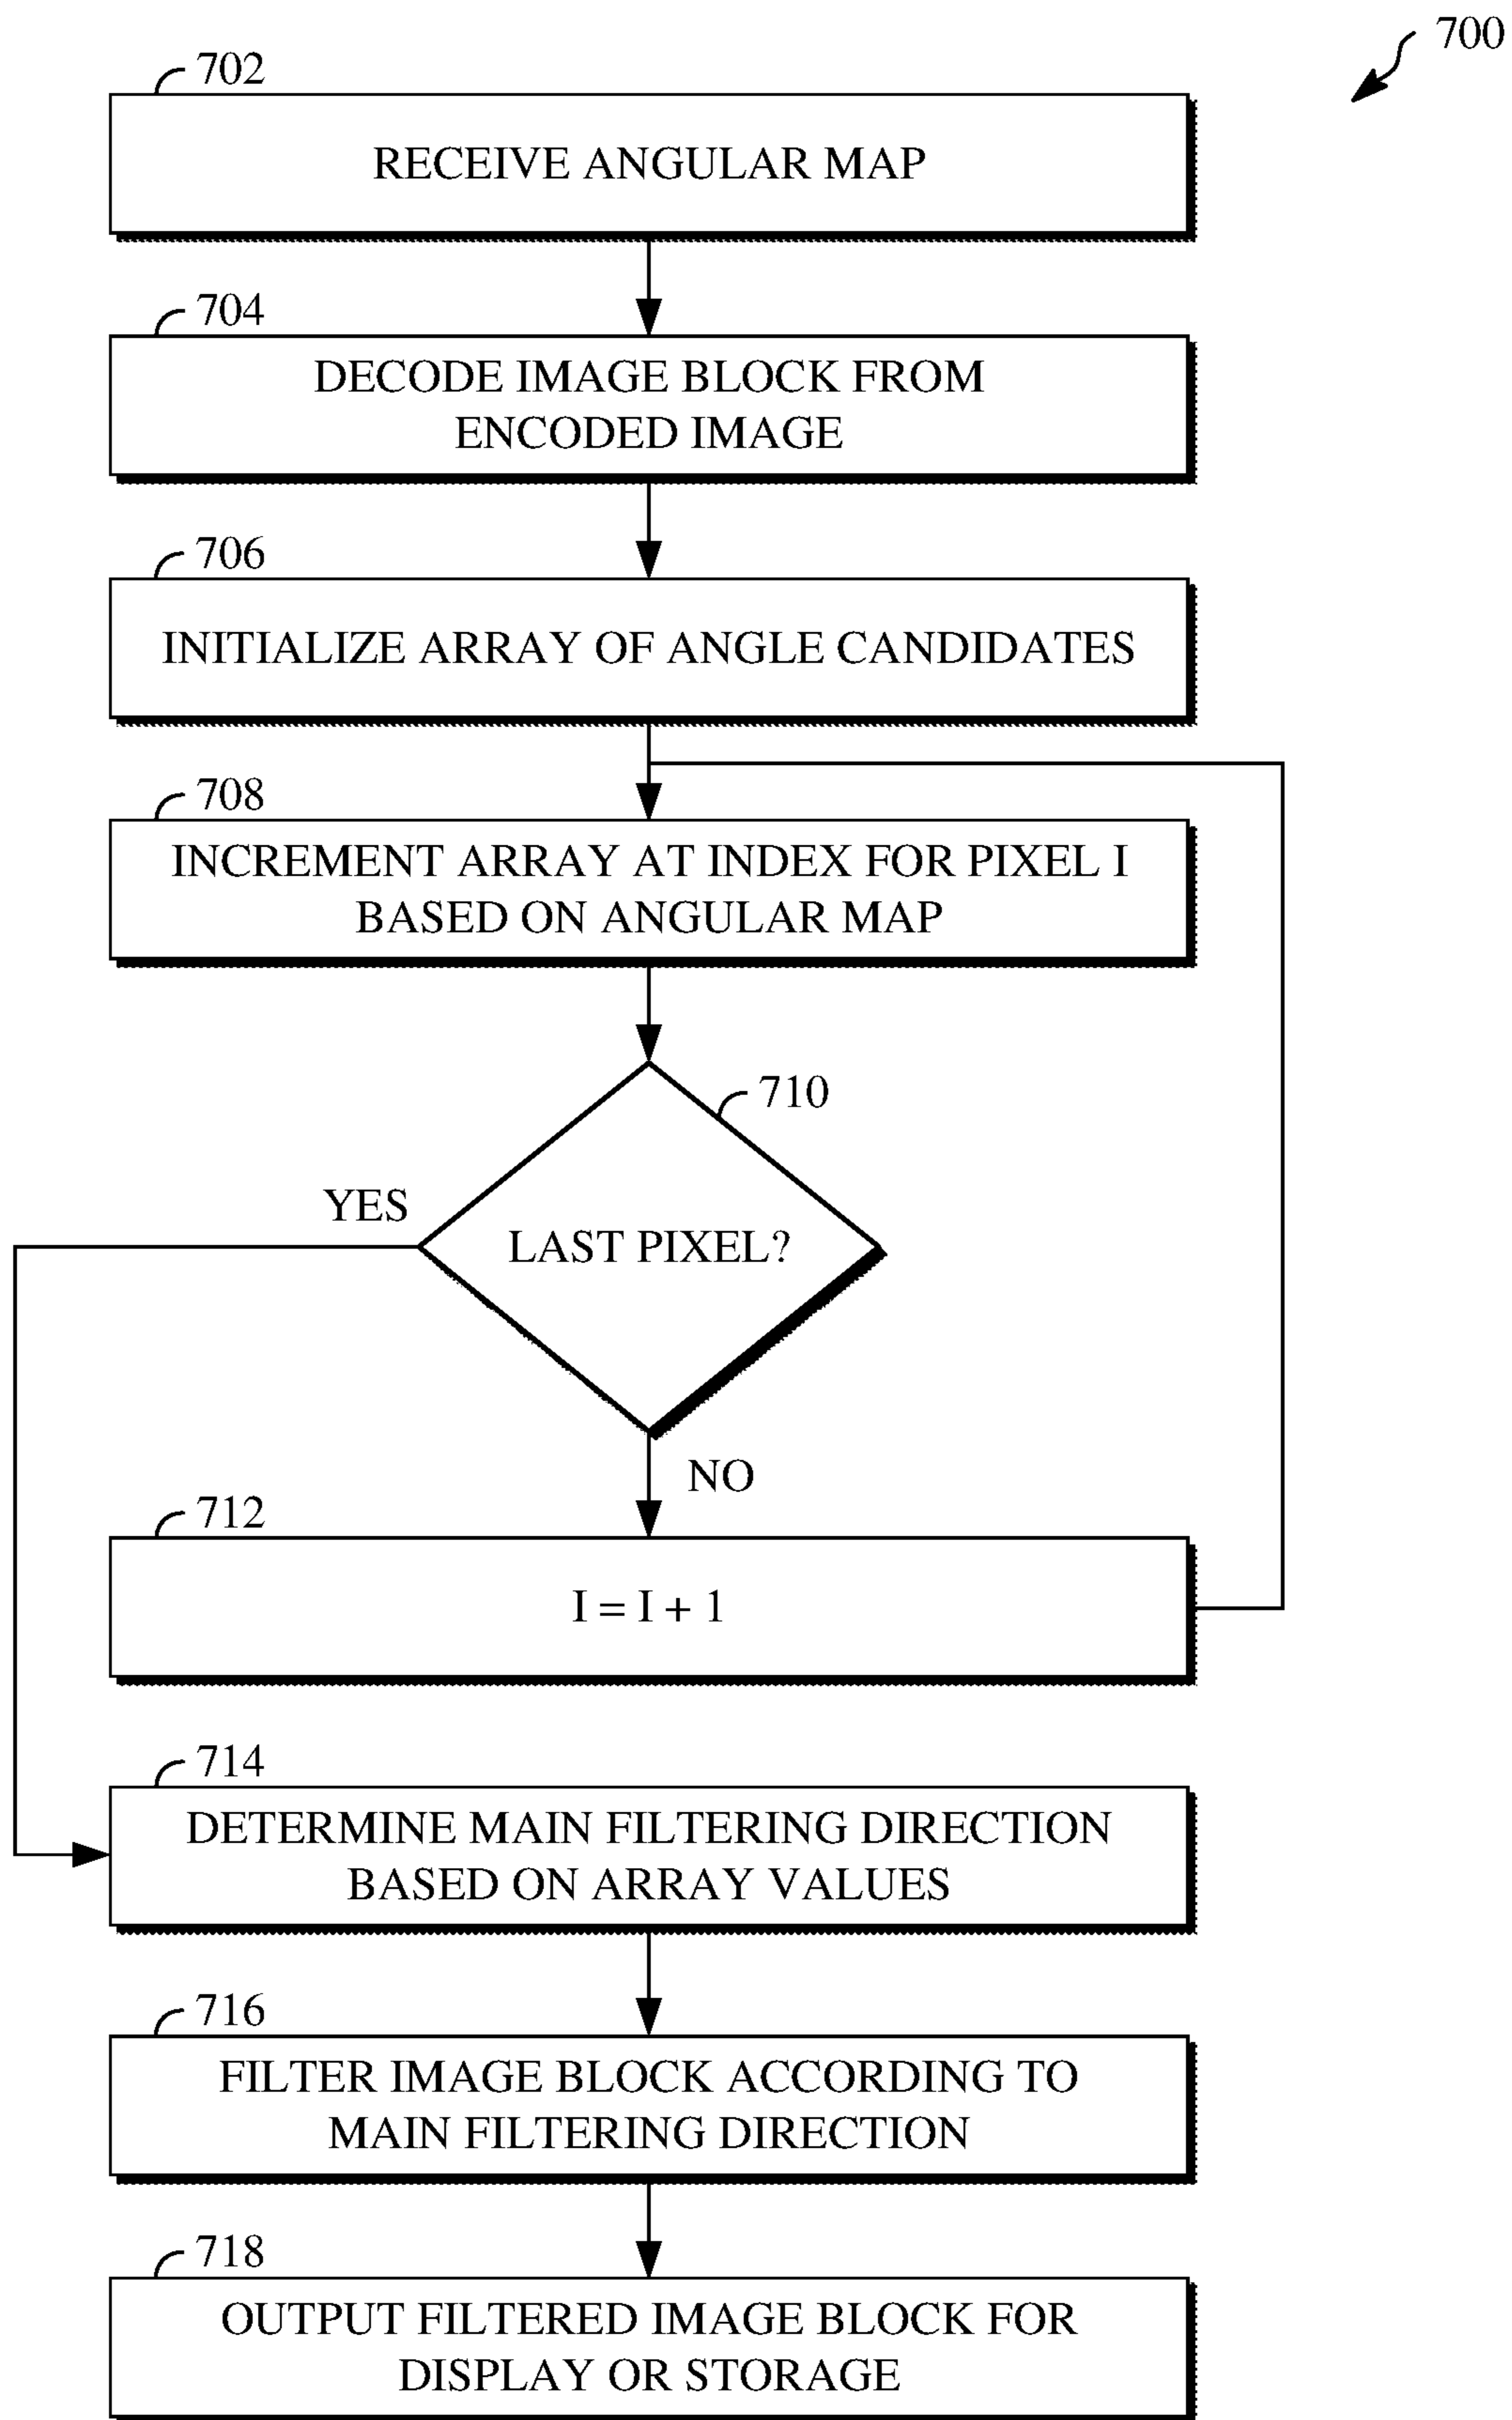 700
702
RECEIVE ANGULAR MAP
704
DECODE IMAGE BLOCK FROM
ENCODED IMAGE
706
INITIALIZE ARRAY OF ANGLE CANDIDATES
708
INCREMENT ARRAY AT INDEX FOR PIXEL I
BASED ON ANGULAR MAP
710
YES
LAST PIXEL?
NO
712
I = I + 1
714
DETERMINE MAIN FILTERING DIRECTION
BASED ON ARRAY VALUES
716
FILTER IMAGE BLOCK ACCORDING TO
MAIN FILTERING DIRECTION
718
OUTPUT FILTERED IMAGE BLOCK FOR
DISPLAY OR STORAGE